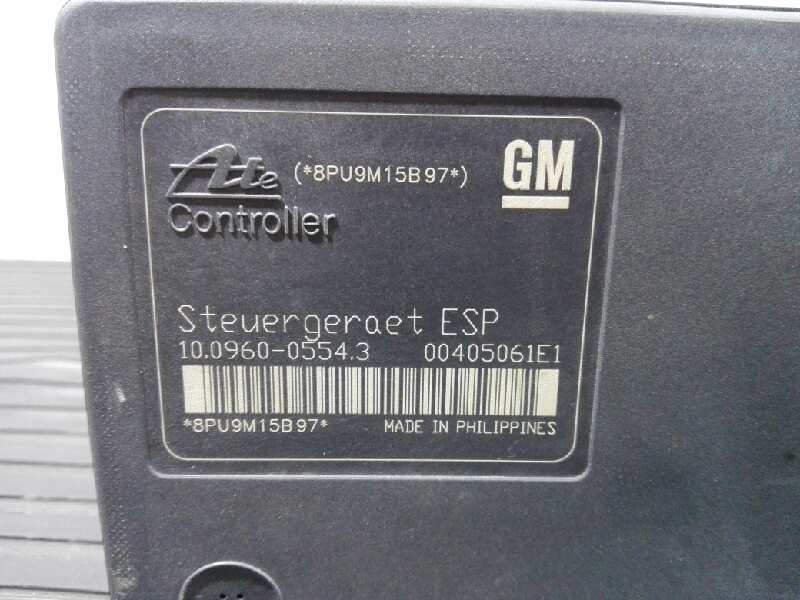 Ate (*8PU9M15B97*) GM
Controller
Steuergeraet ESP
10.0960-0554.3 00405061E1
*8PU9M15B97* MADE IN PHILIPPINES